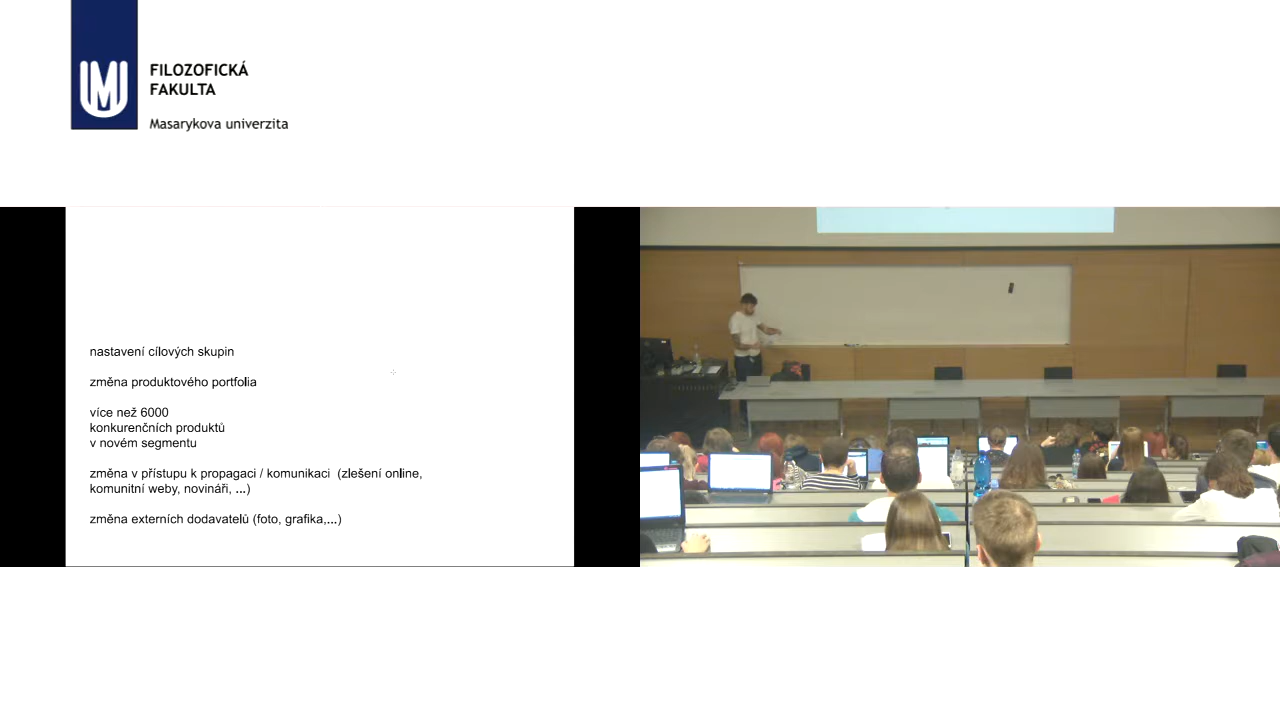 FILOZOFICKÁ
FAKULTA
Masarykova univerzita
nastavení cílových skupin
změna produktového portfolia
více než 6000
konkurenčních produktů
v novém segmentu
změna v přístupu k propagaci / komunikaci (zlešení online,
komunitní weby, novináři, ...)
změna externích dodavatelů (foto, grafika,...)